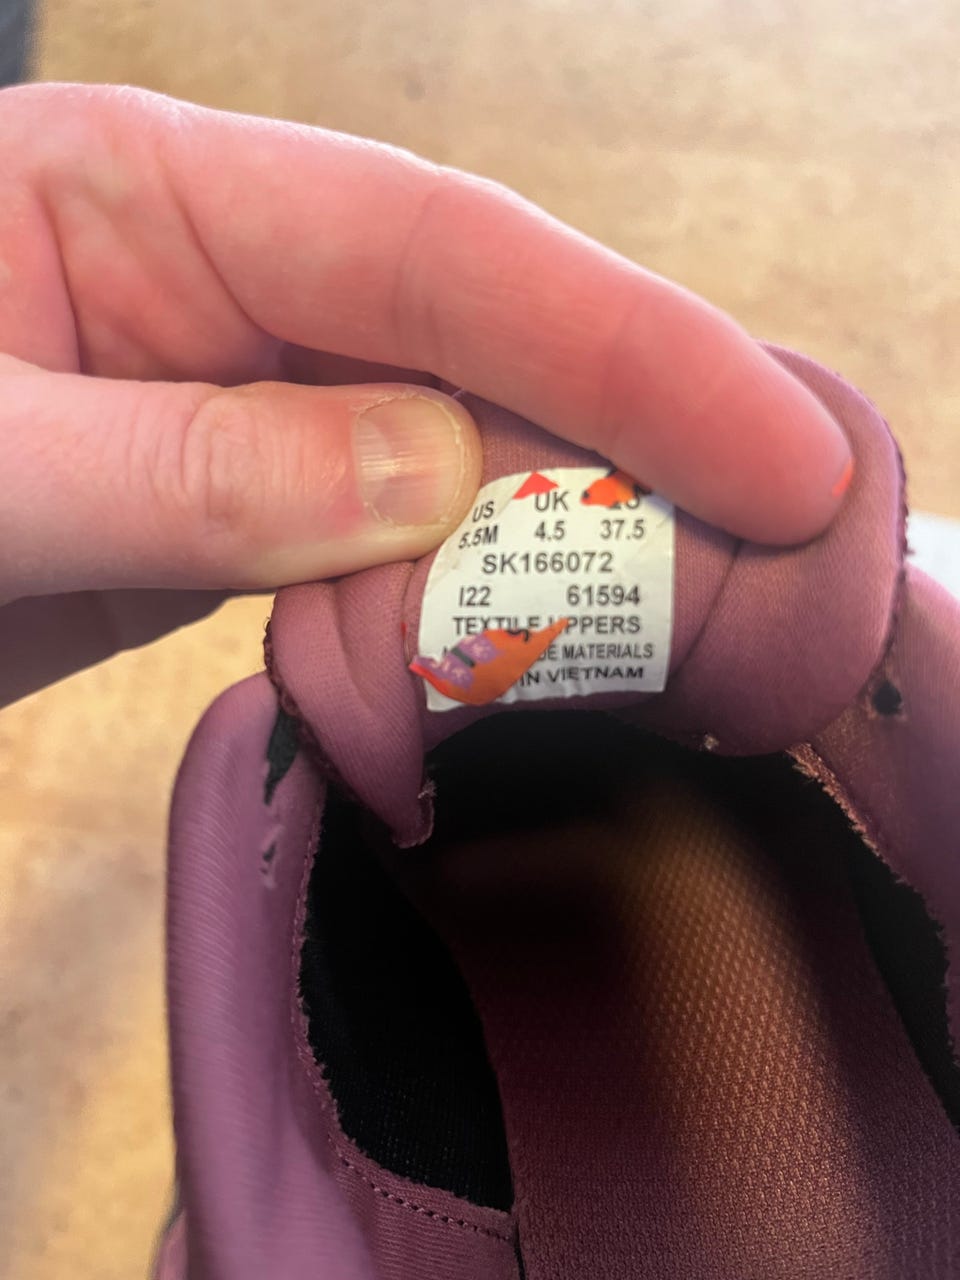 US UK
5.5M 4.5 37.5
SK166072
I22 61594
TEXTILE UPPERS
MATERIALS
IN VIETNAM